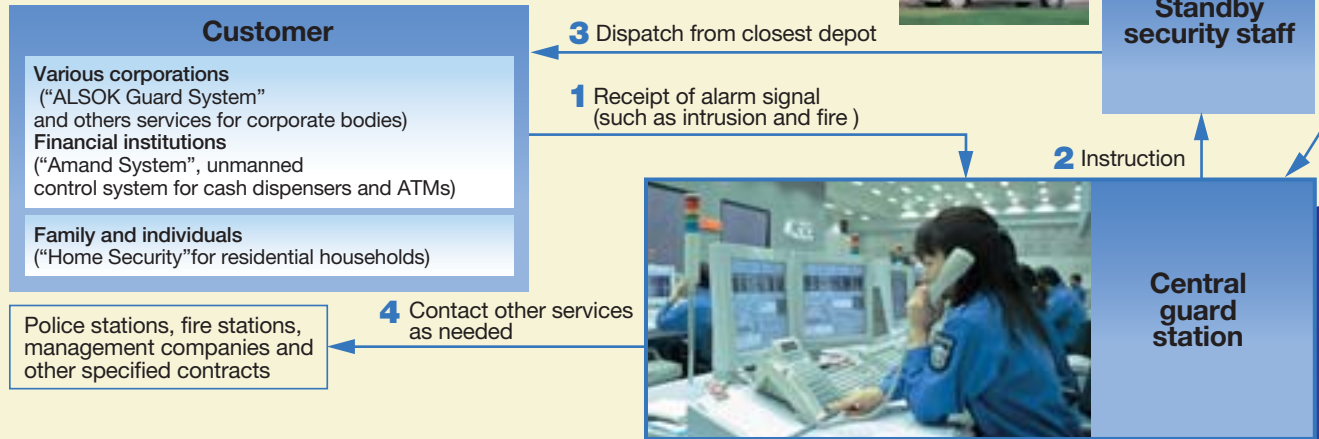 Customer
Various corporations
(“ALSOK Guard System”
and others services for corporate bodies)
Financial institutions
(“Amand System”, unmanned
control system for cash dispensers and ATMs)
Family and individuals
(“Home Security”for residential households)
3 Dispatch from closest depot
Standby
security staff
1 Receipt of alarm signal
(such as intrusion and fire )
2 Instruction
Central
guard
station
4 Contact other services
as needed
Police stations, fire stations,
management companies and
other specified contracts